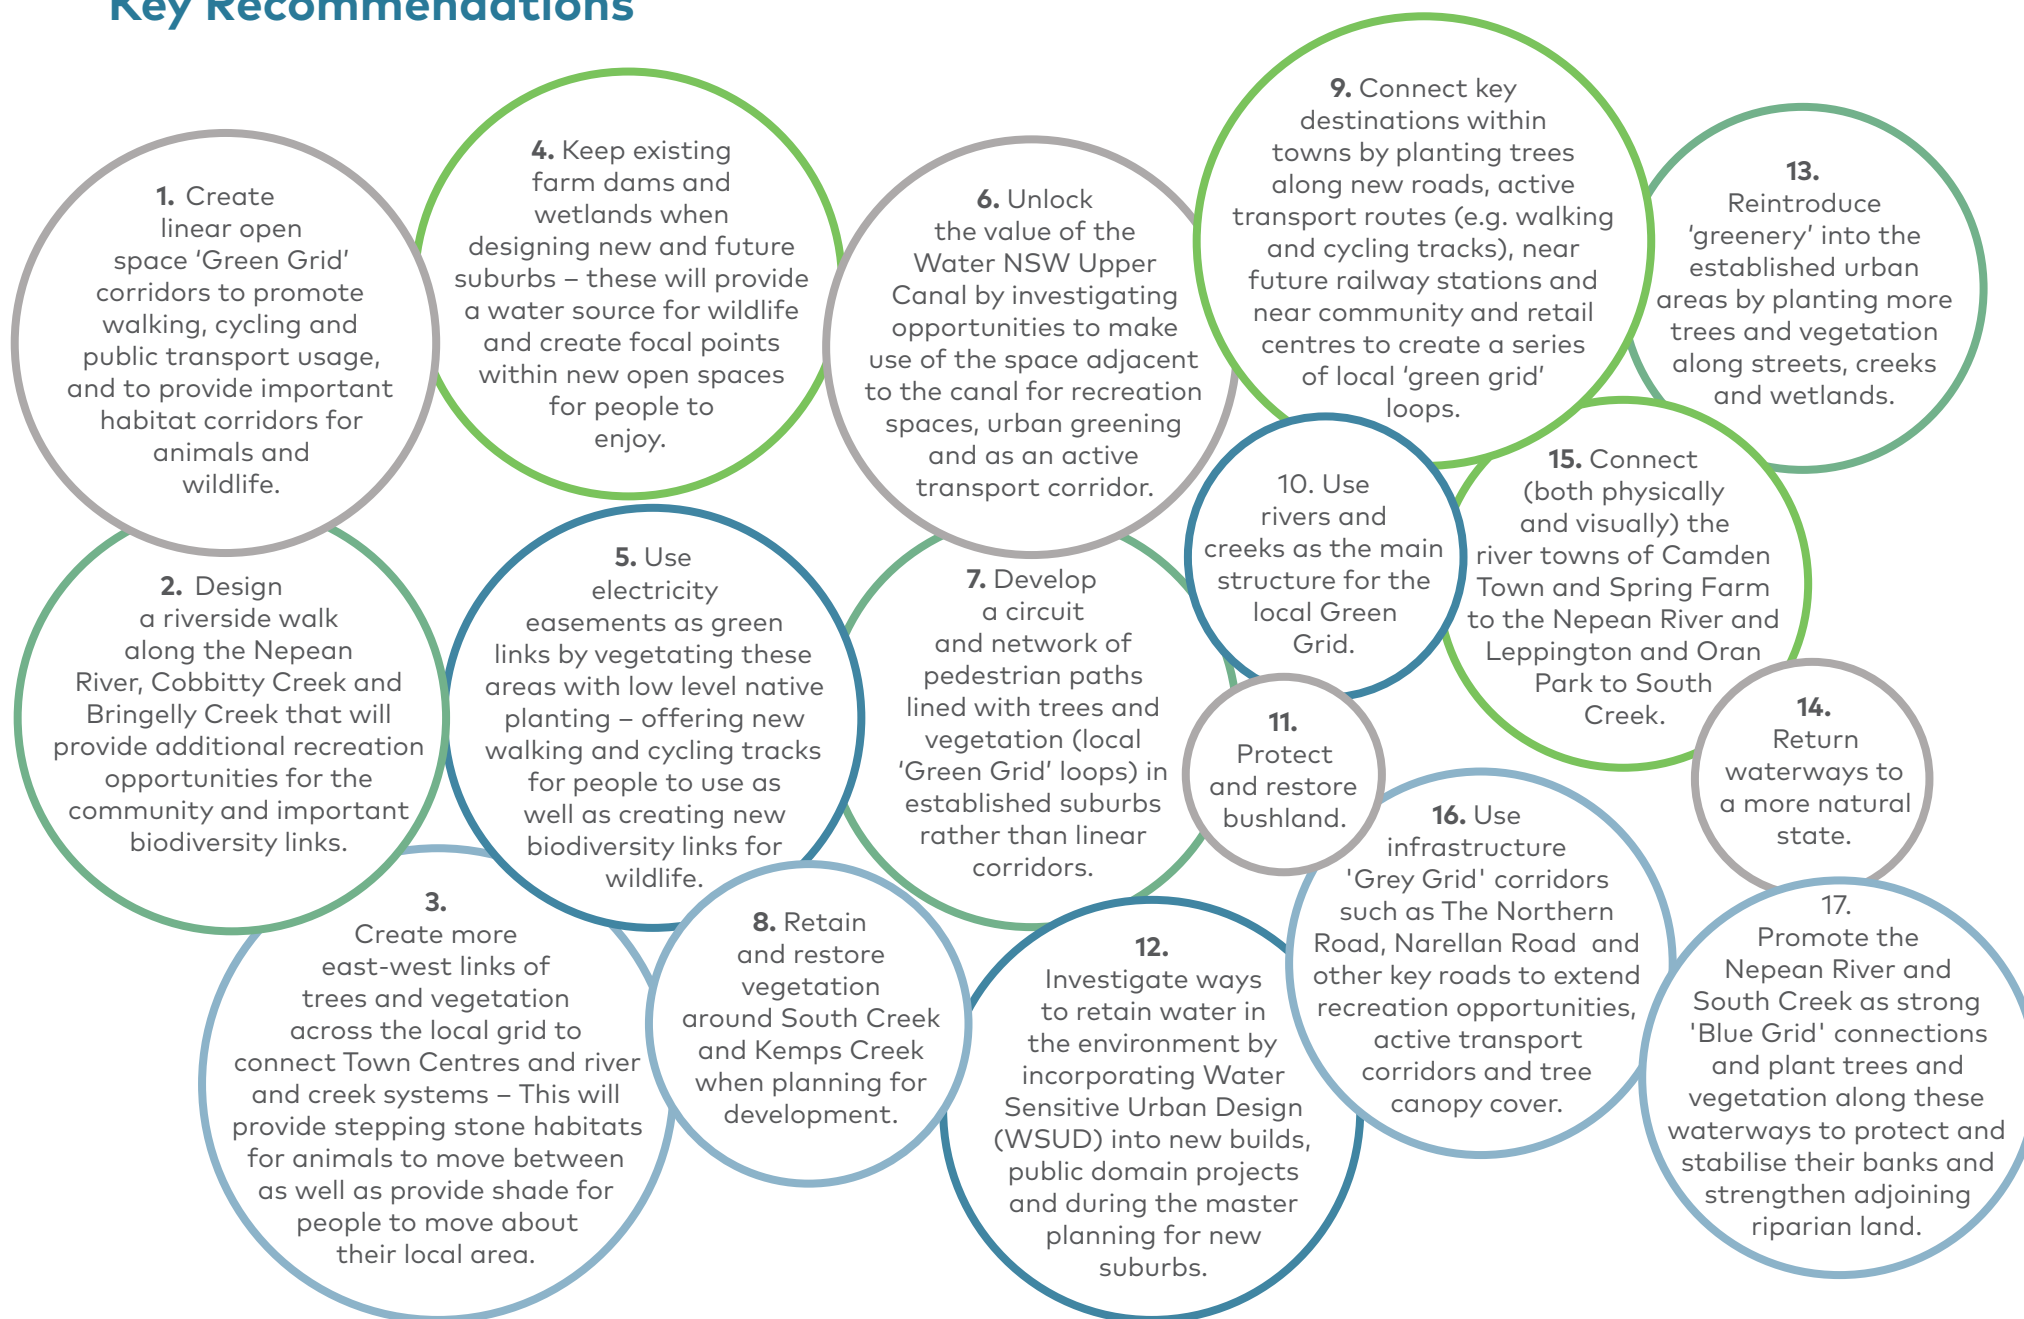 Key Recommendations
1. Create
linear open
space ‘Green Grid’
corridors to promote
walking, cycling and
public transport usage,
and to provide important
habitat corridors for
animals and
wildlife.
2. Design
a riverside walk
along the Nepean
River, Cobbitty Creek and
Bringelly Creek that will
provide additional recreation
opportunities for the
community and important
biodiversity links.
3.
Create more
east-west links of
trees and vegetation
across the local grid to
connect Town Centres and river
and creek systems – This will
provide stepping stone habitats
for animals to move between
as well as provide shade for
people to move about
their local area.
4. Keep existing
farm dams and
wetlands when
designing new and future
suburbs – these will provide
a water source for wildlife
and create focal points
within new open spaces
for people to
enjoy.
5. Use
electricity
easements as green
links by vegetating these
areas with low level native
planting – offering new
walking and cycling tracks
for people to use as
well as creating new
biodiversity links for
wildlife.
6. Unlock
the value of the
Water NSW Upper
Canal by investigating
opportunities to make
use of the space adjacent
to the canal for recreation
spaces, urban greening
and as an active
transport corridor.
7. Develop
a circuit
and network of
pedestrian paths
lined with trees and
vegetation (local
‘Green Grid’ loops) in
established suburbs
rather than linear
corridors.
8. Retain
and restore
vegetation
around South Creek
and Kemps Creek
when planning for
development.
9. Connect key
destinations within
towns by planting trees
along new roads, active
transport routes (e.g. walking
and cycling tracks), near
future railway stations and
near community and retail
centres to create a series
of local ‘green grid’
loops.
10. Use
rivers and
creeks as the main
structure for the
local Green
Grid.
11.
Protect
and restore
bushland.
12.
Investigate ways
to retain water in
the environment by
incorporating Water
Sensitive Urban Design
(WSUD) into new builds,
public domain projects
and during the master
planning for new
suburbs.
13.
Reintroduce
‘greenery’ into the
established urban
areas by planting more
trees and vegetation
along streets, creeks
and wetlands.
15. Connect
(both physically
and visually) the
river towns of Camden
Town and Spring Farm
to the Nepean River and
Leppington and Oran
Park to South
Creek.
14.
Return
waterways to
a more natural
state.
16. Use
infrastructure
'Grey Grid' corridors
such as The Northern
Road, Narellan Road and
other key roads to extend
recreation opportunities,
active transport
corridors and tree
canopy cover.
17.
Promote the
Nepean River and
South Creek as strong
'Blue Grid' connections
and plant trees and
vegetation along these
waterways to protect and
stabilise their banks and
strengthen adjoining
riparian land.